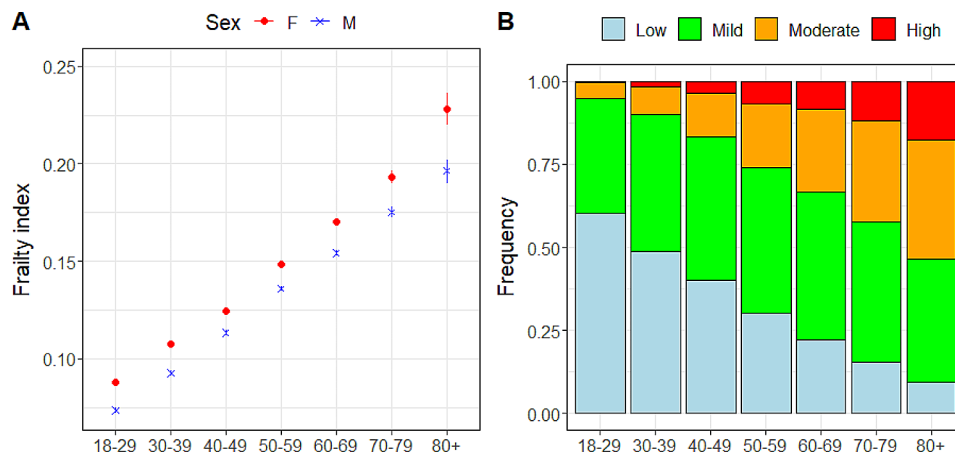 A
Sex F M
Frailty index
0.25
0.20
0.15
0.10
18-29 30-39 40-49 50-59 60-69 70-79 80+
B
Low Mild Moderate High
Frequency
1.00
0.75
0.50
0.25
0.00
18-29 30-39 40-49 50-59 60-69 70-79 80+